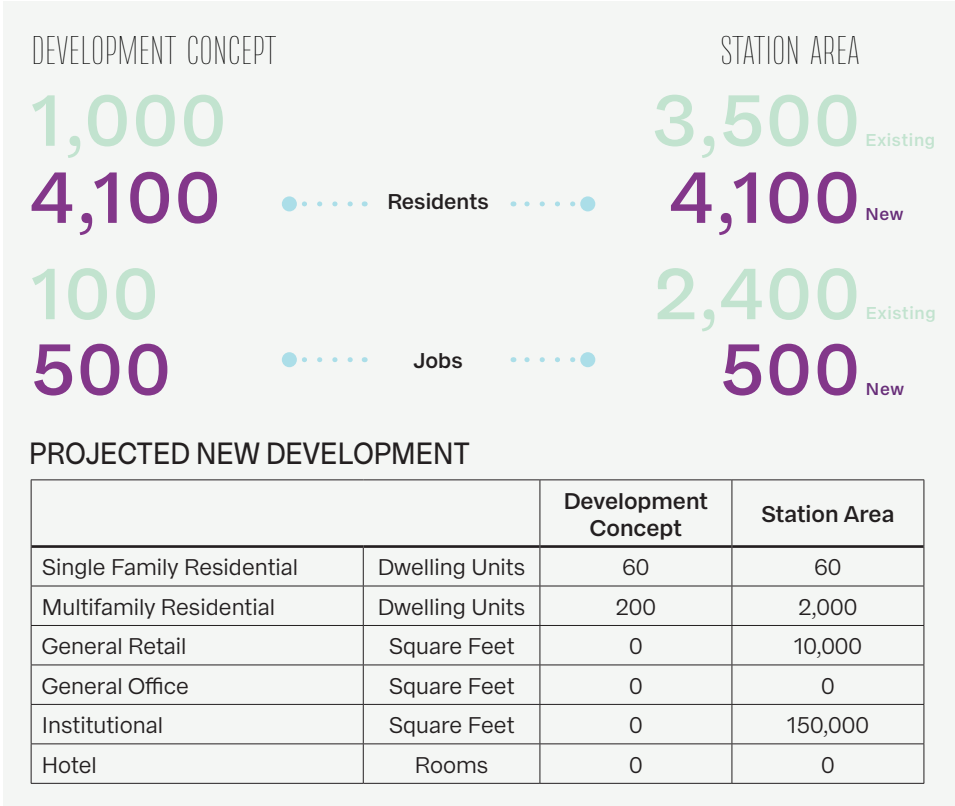 DEVELOPMENT CONCEPT STATION AREA
1,000 3,500 Existing
4,100 Residents 4,100 New
100 2,400 Existing
500 Jobs 500 New
PROJECTED NEW DEVELOPMENT
Development Concept Station Area
Single Family Residential Dwelling Units 60 60
Multifamily Residential Dwelling Units 200 2,000
General Retail Square Feet 0 10,000
General Office Square Feet 0 0
Institutional Square Feet 0 150,000
Hotel Rooms 0 0